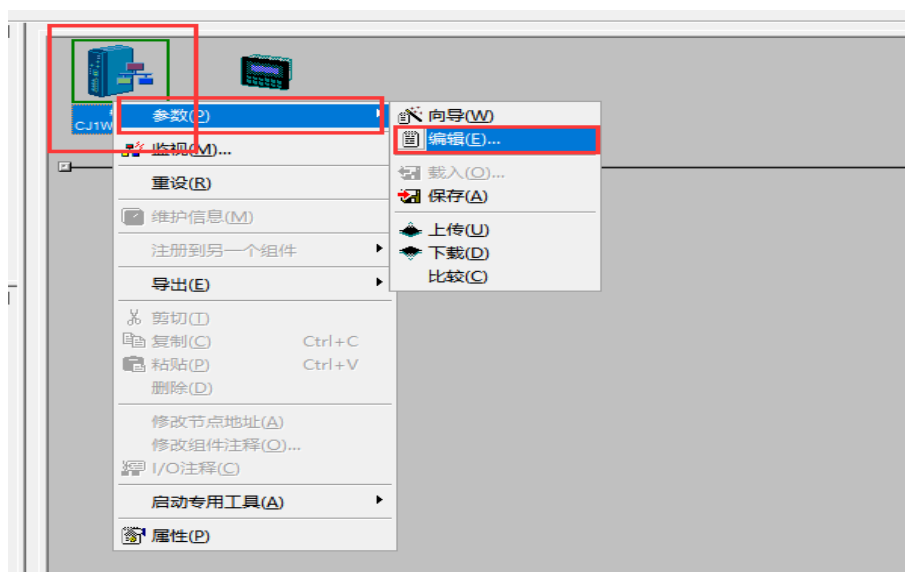 CJ1W
参数(P)
监视(M)...
重设(R)
维护信息(M)
注册到另一个组件
导出(E)
剪切(T)
复制(C) Ctrl+C
粘贴(P) Ctrl+V
删除(D)
修改节点地址(A)
修改组件注释(O)...
I/O注释(C)
启动专用工具(A)
属性(P)
向导(W)
编辑(E)...
载入(O)...
保存(A)
上传(U)
下载(D)
比较(C)